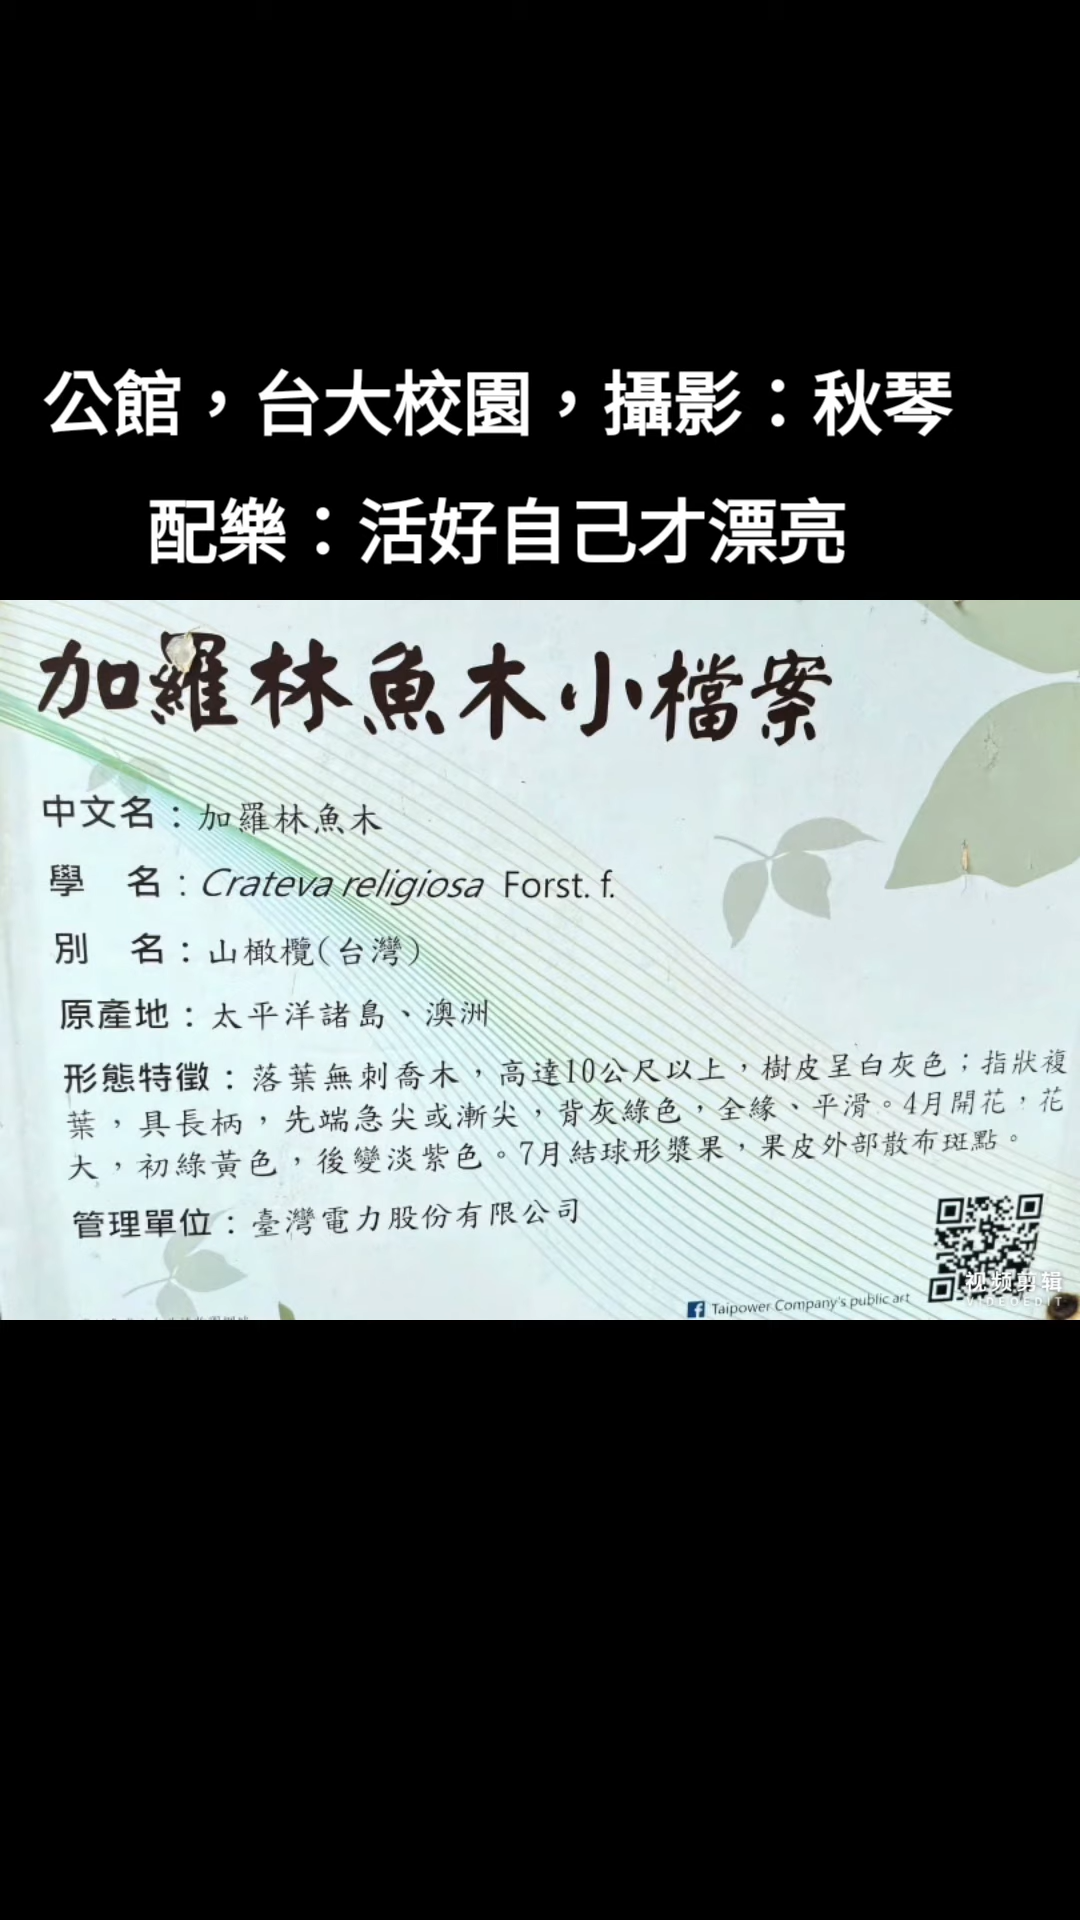 公館，台大校園，攝影：秋琴
配樂：活好自己才漂亮
加羅林魚木小檔案
中文名：加羅林魚木
學 名：Crateva religiosa Forst. f.
別 名：山橄欖(台灣)
原產地：太平洋諸島、澳洲
形態特徵：落葉無刺喬木，高達10公尺以上，樹皮呈白灰色；指狀複
葉，具長柄，先端急尖或漸尖，背灰綠色，全緣、平滑。4月開花，花
大，初綠黃色，後變淡紫色。7月結球形漿果，果皮外部散布斑點。
管理單位：臺灣電力股份有限公司
Taipower Company's public art
视频剪辑
VIDEOEDIT